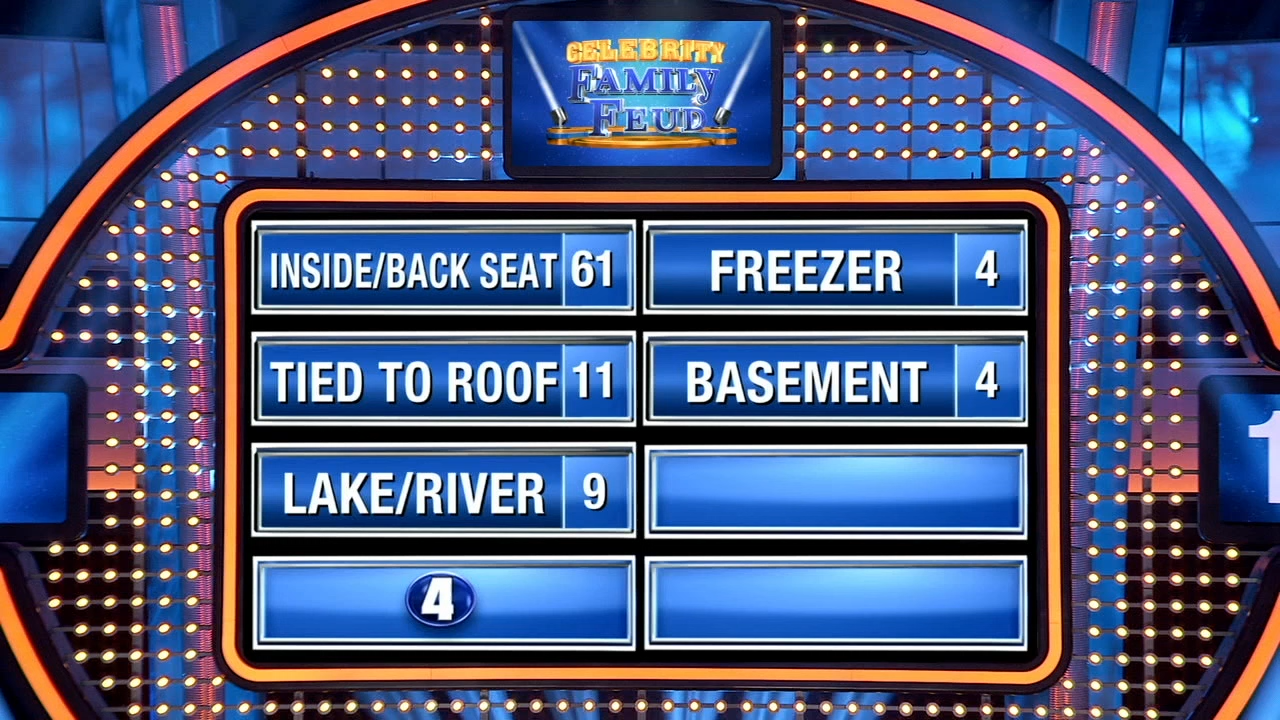 CELEBRITY
FAMILY
FEUD
INSIDE/BACK SEAT 61
TIED TO ROOF 11
LAKE/RIVER 9
4
FREEZER 4
BASEMENT 4
1